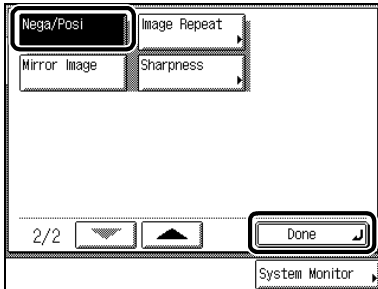 Nega/Posi
Image Repeat
Mirror Image
Sharpness
2/2
Done
System Monitor